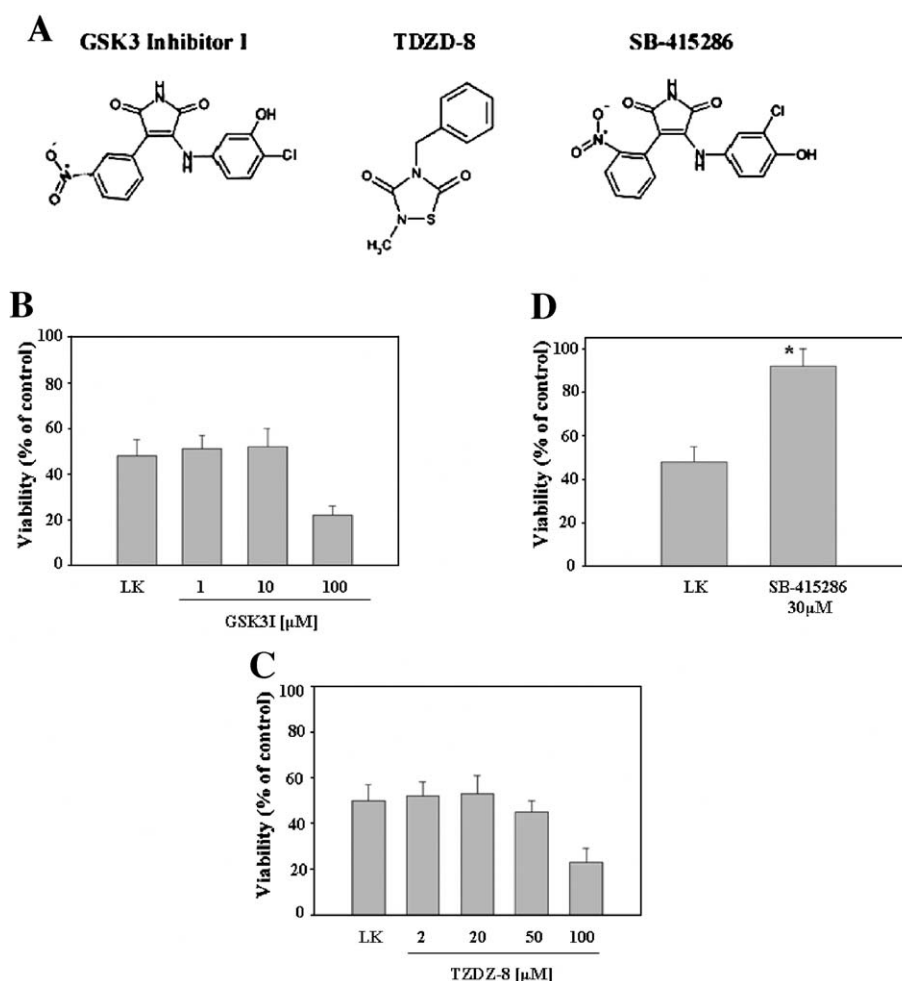 A
GSK3 Inhibitor I
TDZD-8
SB-415286
H
N
O
O
OH
Cl
N
H
O-
N+
O
N
O
O
N
S
H3C
H
N
O
O
Cl
OH
N
H
O-
N+
O
B
Viability (% of control)
100
80
60
40
20
0
LK
1
10
100
GSK3I [µM]
D
Viability (% of control)
100
80
60
40
20
0
*
LK
SB-415286
30µM
C
Viability (% of control)
100
80
60
40
20
0
LK
2
20
50
100
TZDZ-8 [µM]